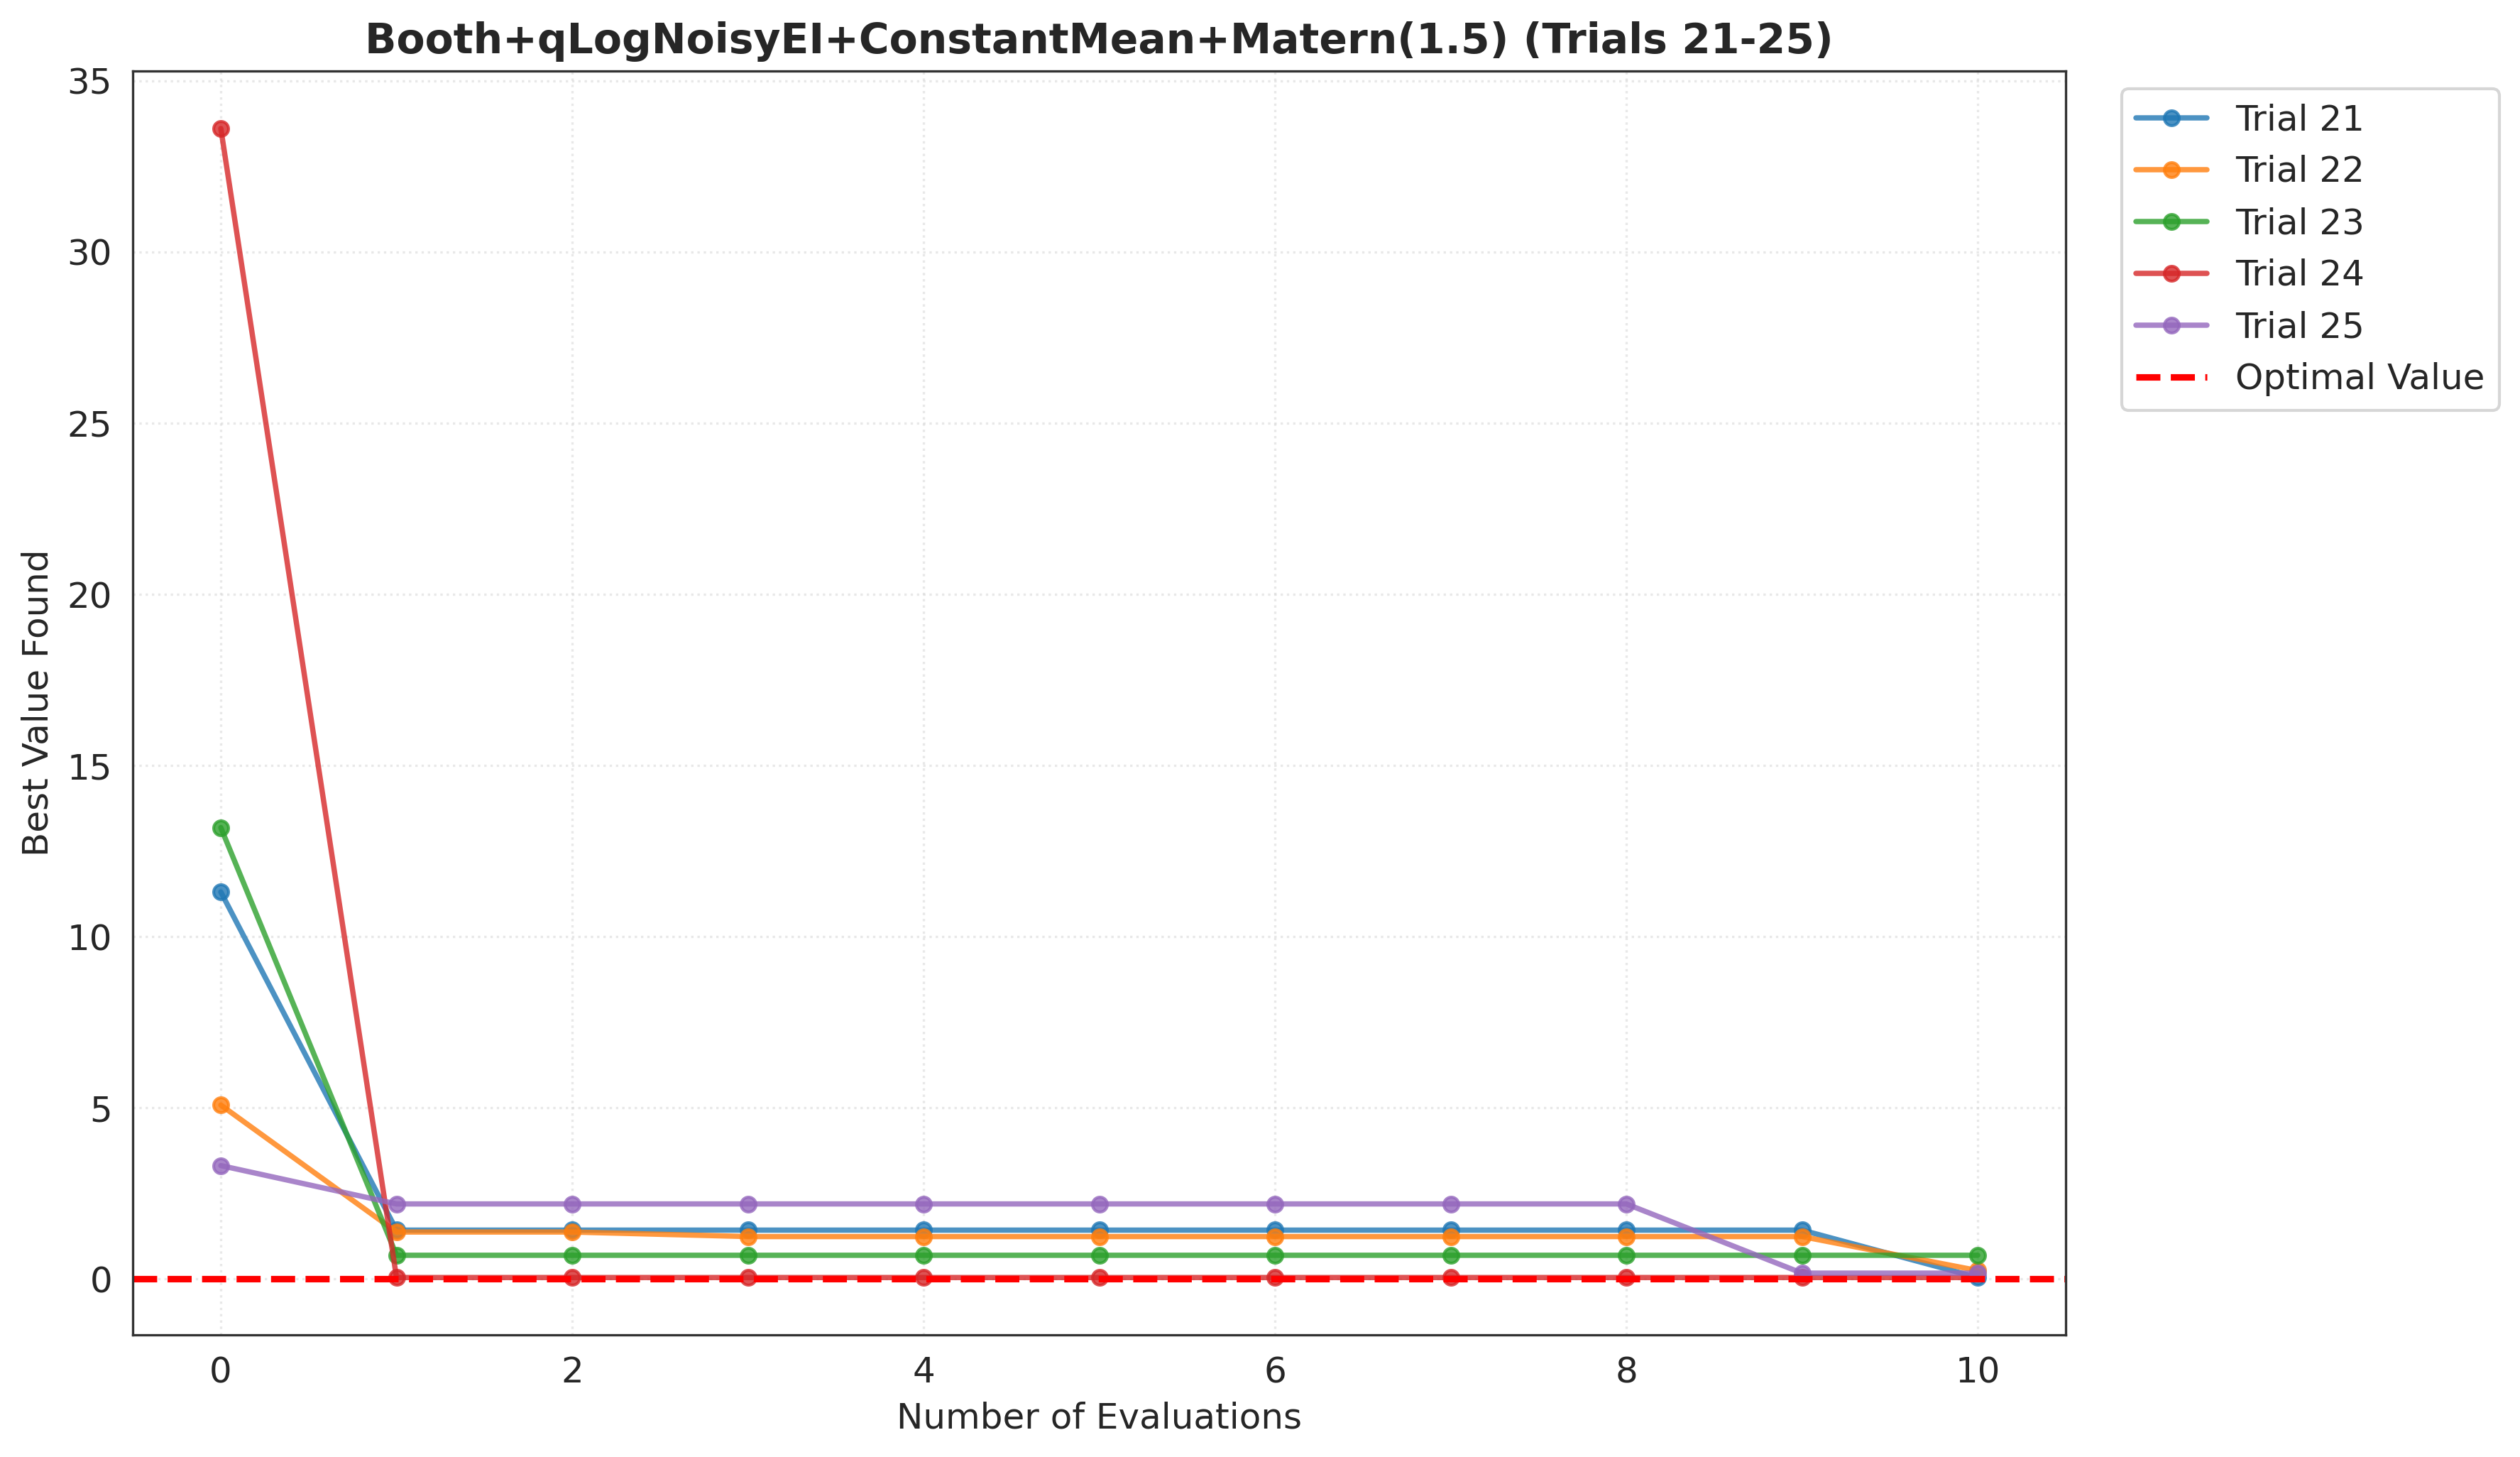 Booth+qLogNoisyEI+ConstantMean+Matern(1.5) (Trials 21-25)
35
30
25
20
15
10
5
0
Best Value Found
0 2 4 6 8 10
Number of Evaluations
Trial 21
Trial 22
Trial 23
Trial 24
Trial 25
Optimal Value